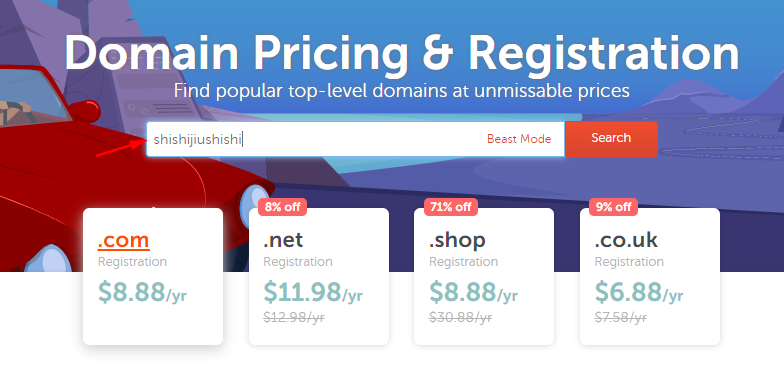 Domain Pricing & Registration
Find popular top-level domains at unmissable prices
shishijiushishi
Beast Mode
Search
.com
Registration
$8.88/yr
8% off
.net
Registration
$11.98/yr
$12.98/yr
71% off
.shop
Registration
$8.88/yr
$30.88/yr
9% off
.co.uk
Registration
$6.88/yr
$7.58/yr